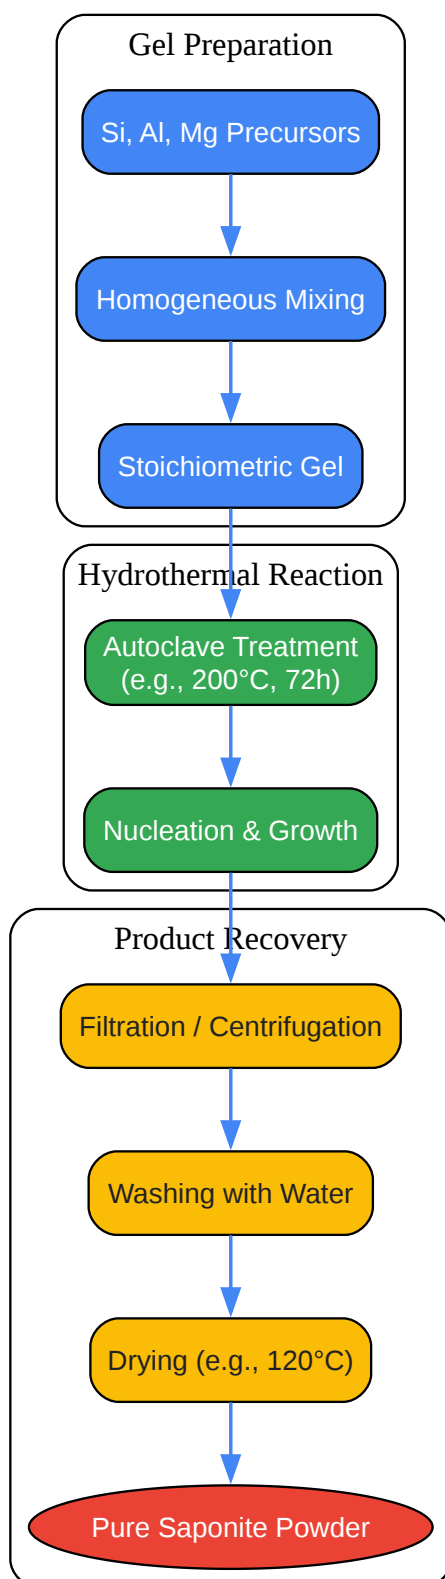 Gel Preparation
Si, Al, Mg Precursors
Homogeneous Mixing
Stoichiometric Gel
Hydrothermal Reaction
Autoclave Treatment
(e.g., 200°C, 72h)
Nucleation & Growth
Product Recovery
Filtration / Centrifugation
Washing with Water
Drying (e.g., 120°C)
Pure Saponite Powder